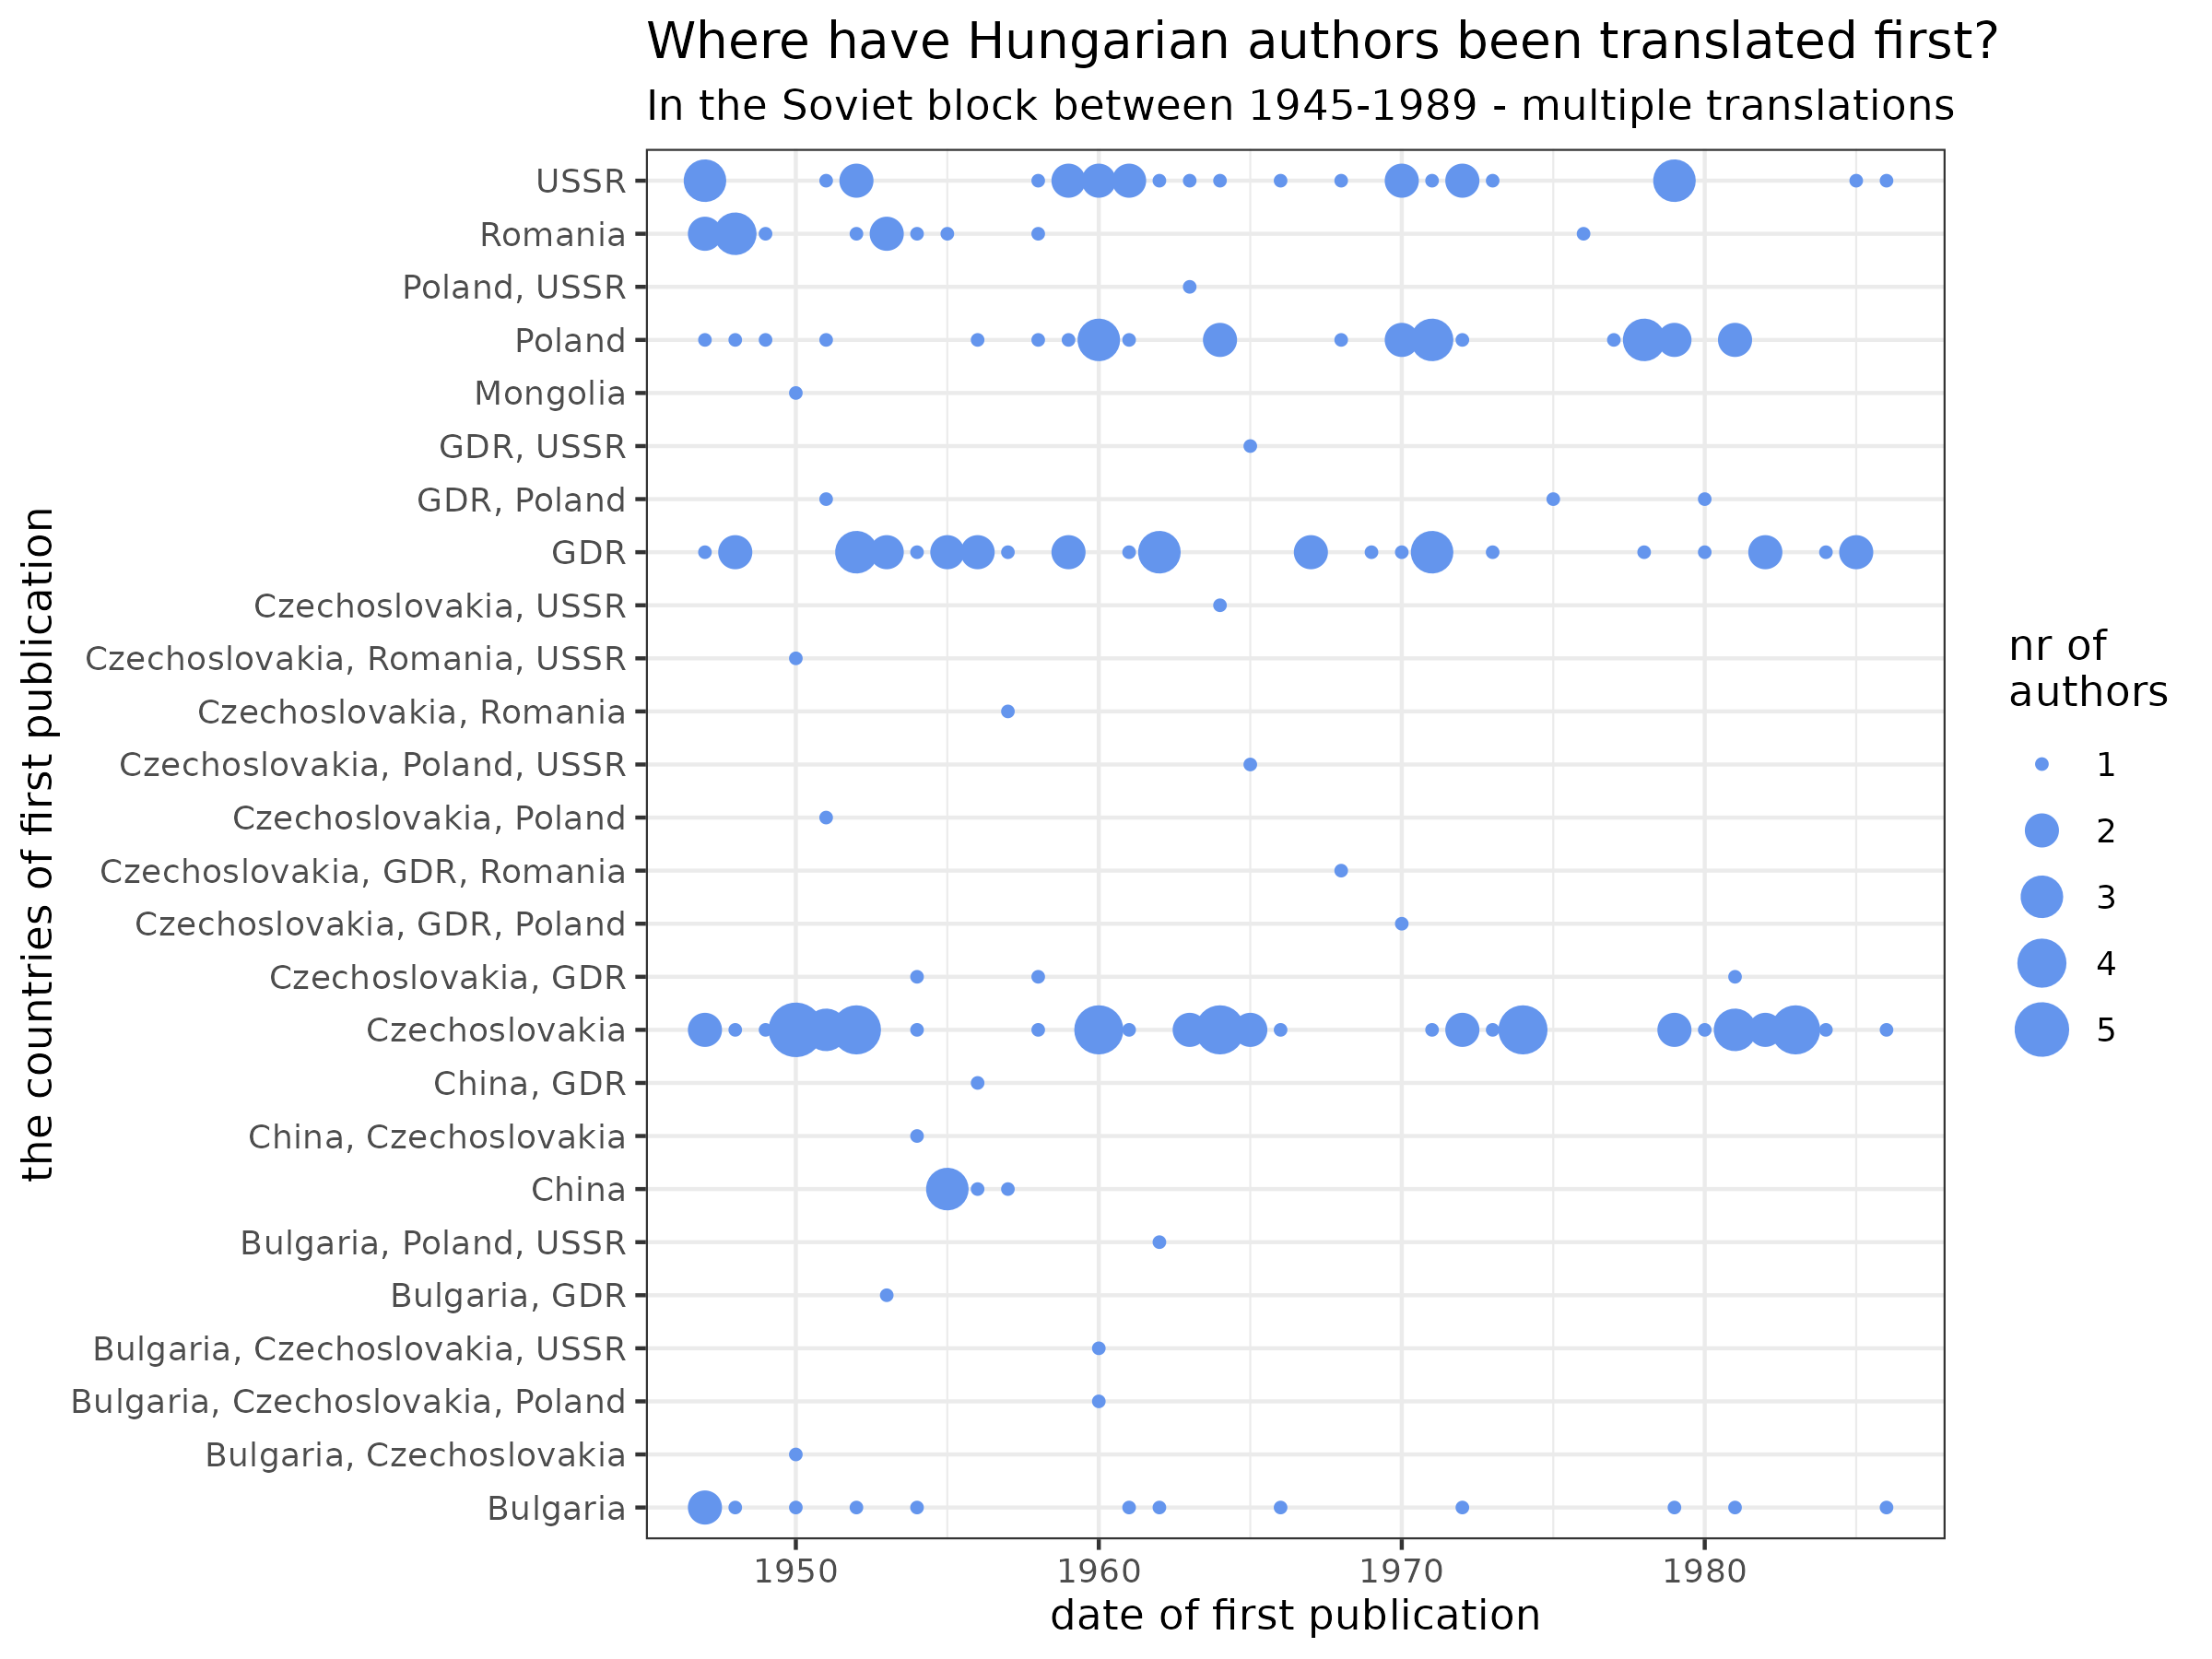 Where have Hungarian authors been translated first?
In the Soviet block between 1945-1989 - multiple translations
the countries of first publication
USSR
Romania
Poland, USSR
Poland
Mongolia
GDR, USSR
GDR, Poland
GDR
Czechoslovakia, USSR
Czechoslovakia, Romania, USSR
Czechoslovakia, Romania
Czechoslovakia, Poland, USSR
Czechoslovakia, Poland
Czechoslovakia, GDR, Romania
Czechoslovakia, GDR, Poland
Czechoslovakia, GDR
Czechoslovakia
China, GDR
China, Czechoslovakia
China
Bulgaria, Poland, USSR
Bulgaria, GDR
Bulgaria, Czechoslovakia, USSR
Bulgaria, Czechoslovakia, Poland
Bulgaria, Czechoslovakia
Bulgaria
1950 1960 1970 1980
date of first publication
nr of
authors
1
2
3
4
5